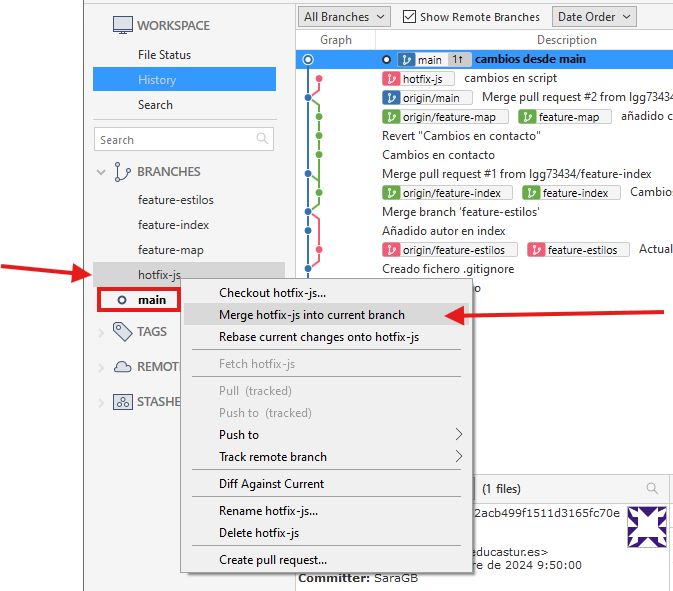 WORKSPACE
File Status
History
Search
Search
BRANCHES
feature-estilos
feature-index
feature-map
hotfix-js
main
TAGS
REMOT
STASHE
All Branches
Show Remote Branches
Date Order
Graph
Description
main 1↑ cambios desde main
hotfix-js cambios en script
origin/main Merge pull request #2 from lgg73434/
origin/feature-map feature-map añadido c
Revert "Cambios en contacto"
Cambios en contacto
Merge pull request #1 from lgg73434/feature-index
origin/feature-index feature-index Cambios
Merge branch 'feature-estilos'
Añadido autor en index
origin/feature-estilos feature-estilos Actual
Creado fichero .gitignore
Checkout hotfix-js...
Merge hotfix-js into current branch
Rebase current changes onto hotfix-js
Fetch hotfix-js
Pull (tracked)
Push to (tracked)
Push to
Track remote branch
Diff Against Current
Rename hotfix-js...
Delete hotfix-js
Create pull request...
(1 files)
2acb499f1511d3165fc70e
educastur.es>
re de 2024 9:50:00
Committer: SaraGB